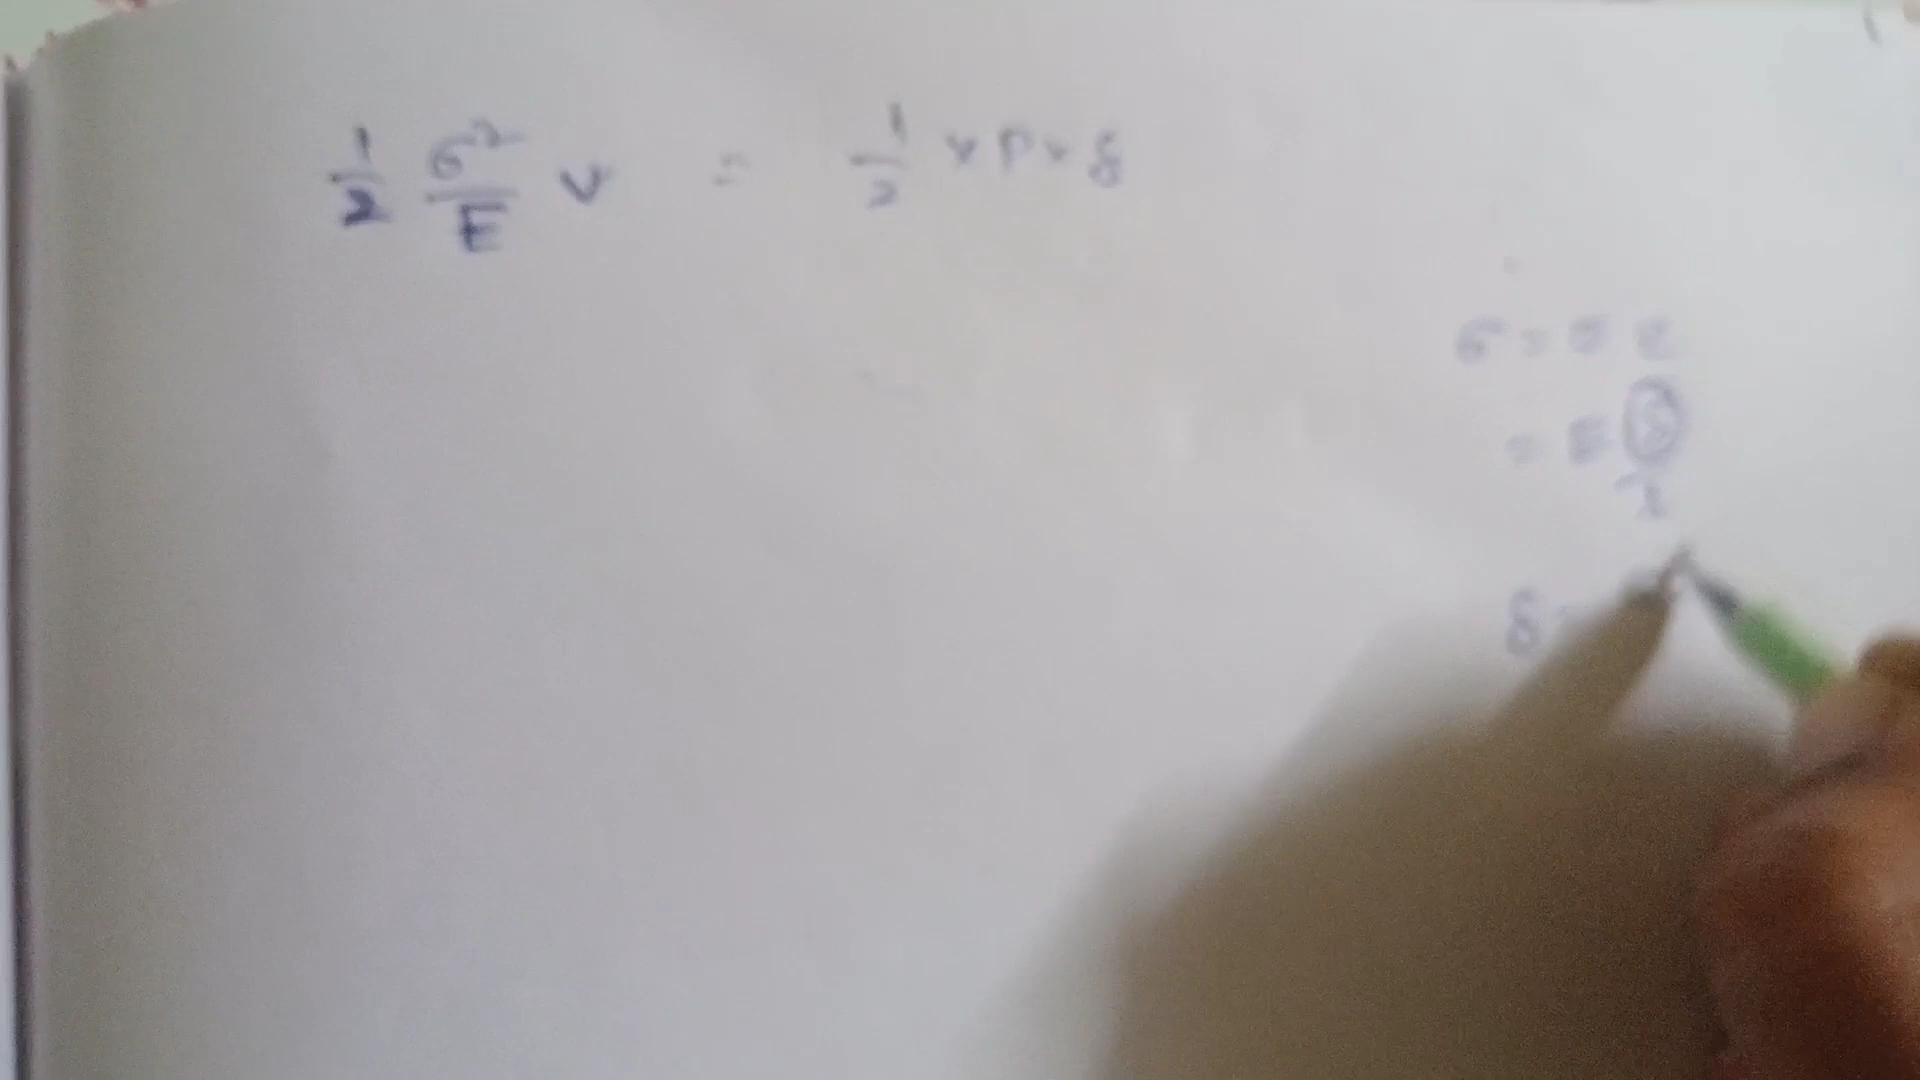 1/2 σ²/E V = 1/2 × P × δ
σ = E e
= E δ/l
δ =